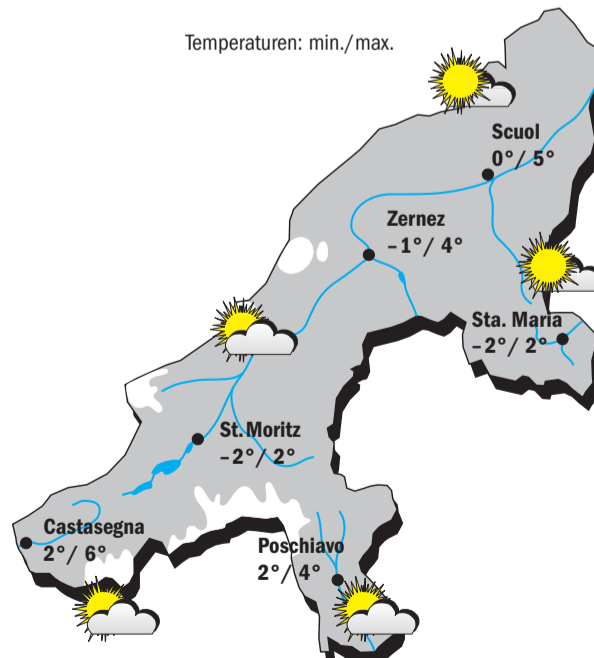 Temperaturen: min./max.
Scuol
0°/ 5°
Zernez
–1°/ 4°
Sta. Maria
–2°/ 2°
St. Moritz
–2°/ 2°
Castasegna
2°/ 6°
Poschiavo
2°/ 4°